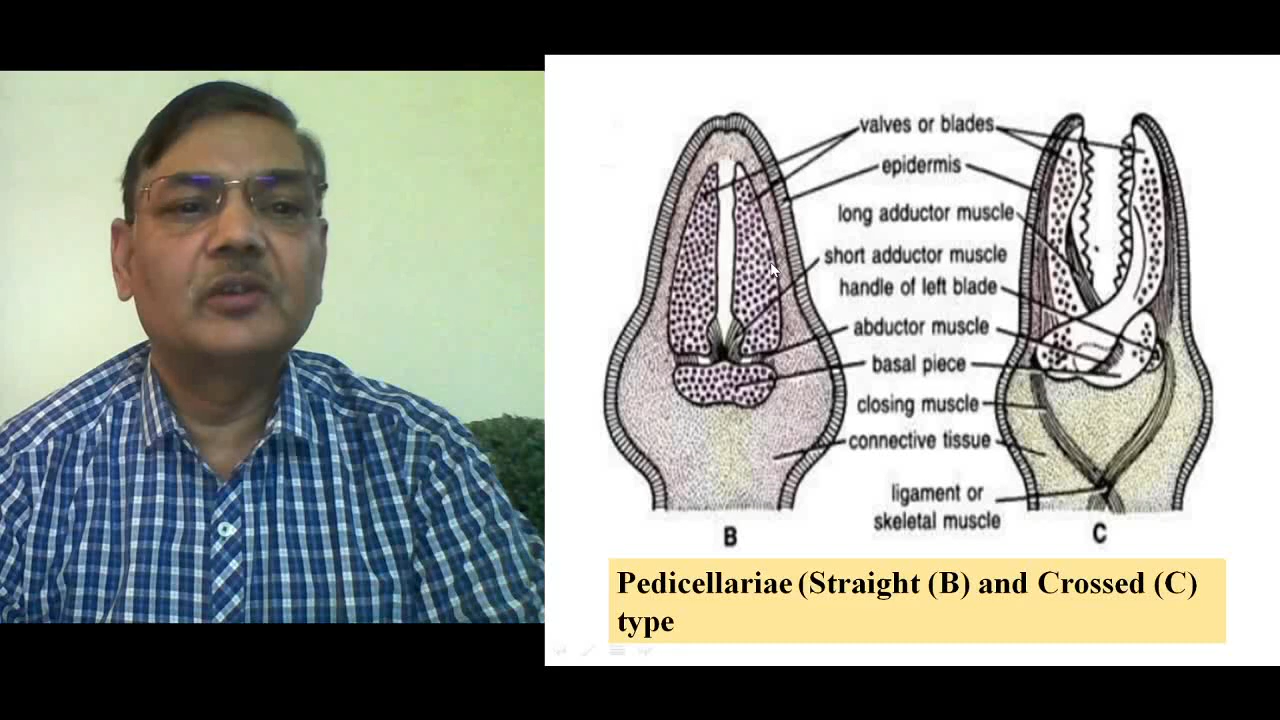 valves or blades
epidermis
long adductor muscle
short adductor muscle
handle of left blade
abductor muscle
basal piece
closing muscle
connective tissue
ligament or
skeletal muscle
B
C
Pedicellariae (Straight (B) and Crossed (C)
type